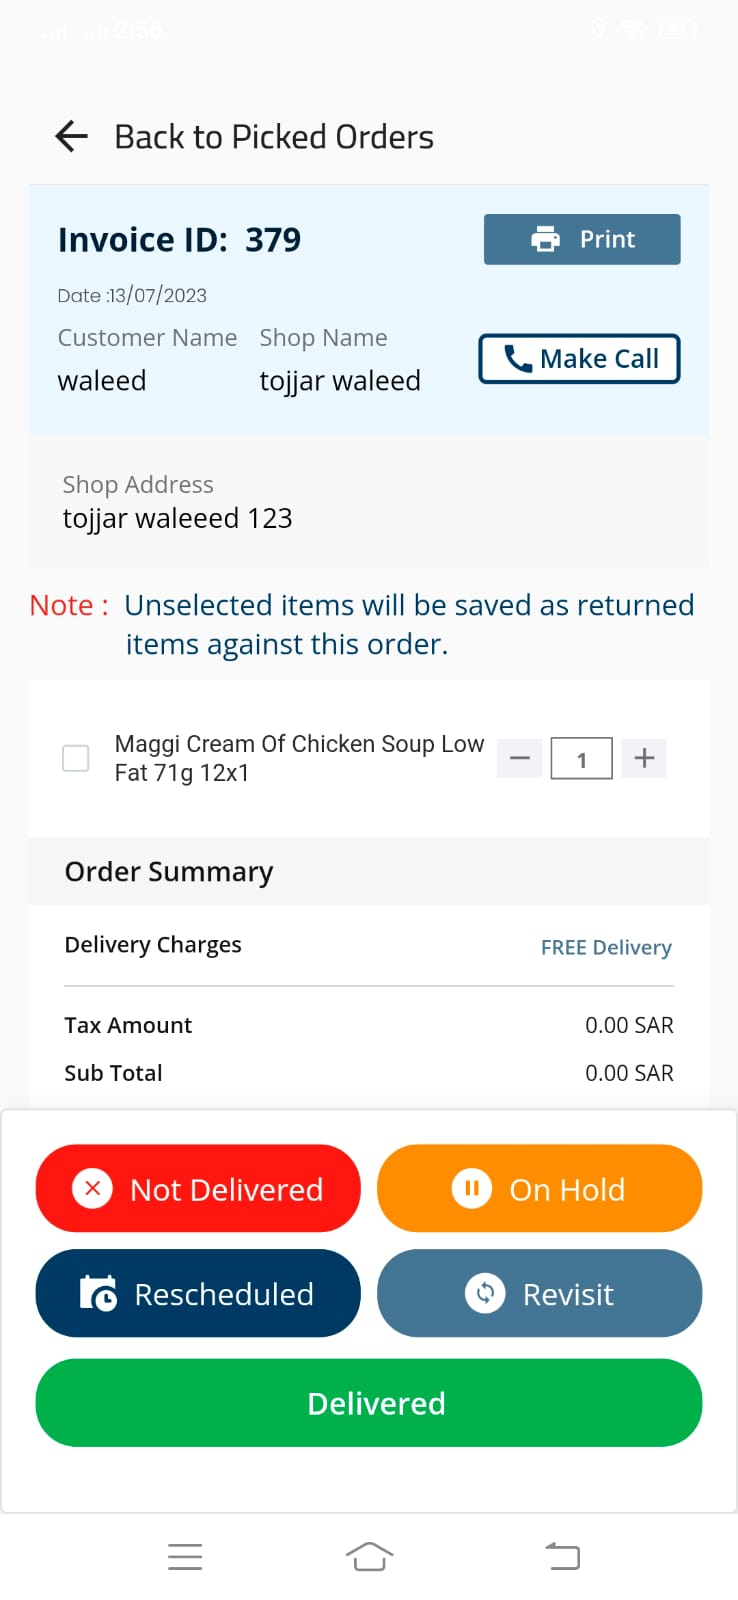 2:56
Back to Picked Orders
Invoice ID: 379
Print
Date :13/07/2023
Customer Name Shop Name
waleed tojjar waleed
Make Call
Shop Address
tojjar waleeed 123
Note : Unselected items will be saved as returned
items against this order.
Maggi Cream Of Chicken Soup Low
Fat 71g 12x1
1
Order Summary
Delivery Charges FREE Delivery
Tax Amount 0.00 SAR
Sub Total 0.00 SAR
Not Delivered On Hold
Rescheduled Revisit
Delivered